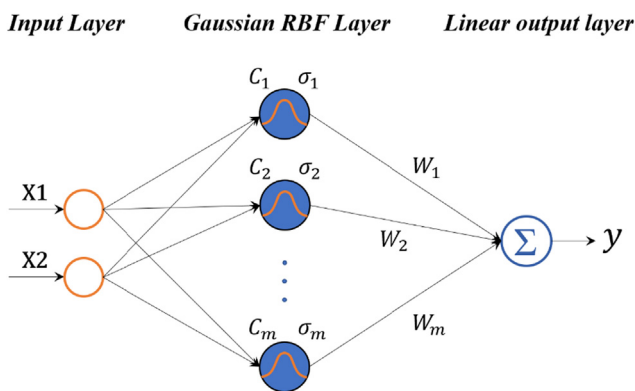 Input Layer Gaussian RBF Layer Linear output layer
C₁ σ₁
W₁
X1
C₂ σ₂
W₂
Σ y
X2
Cₘ σₘ
Wₘ